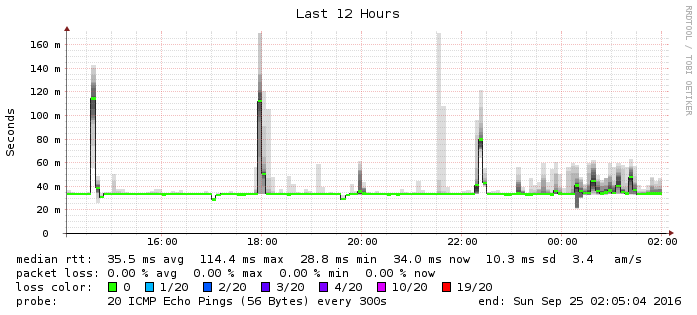 Last 12 Hours
RRDTOOL / TOBI OETIKER
Seconds
160 m
140 m
120 m
100 m
80 m
60 m
40 m
20 m
0
16:00 18:00 20:00 22:00 00:00 02:00
median rtt: 35.5 ms avg 114.4 ms max 28.8 ms min 34.0 ms now 10.3 ms sd 3.4 am/s
packet loss: 0.00 % avg 0.00 % max 0.00 % min 0.00 % now
loss color: 0 1/20 2/20 3/20 4/20 10/20 19/20
probe: 20 ICMP Echo Pings (56 Bytes) every 300s end: Sun Sep 25 02:05:04 2016